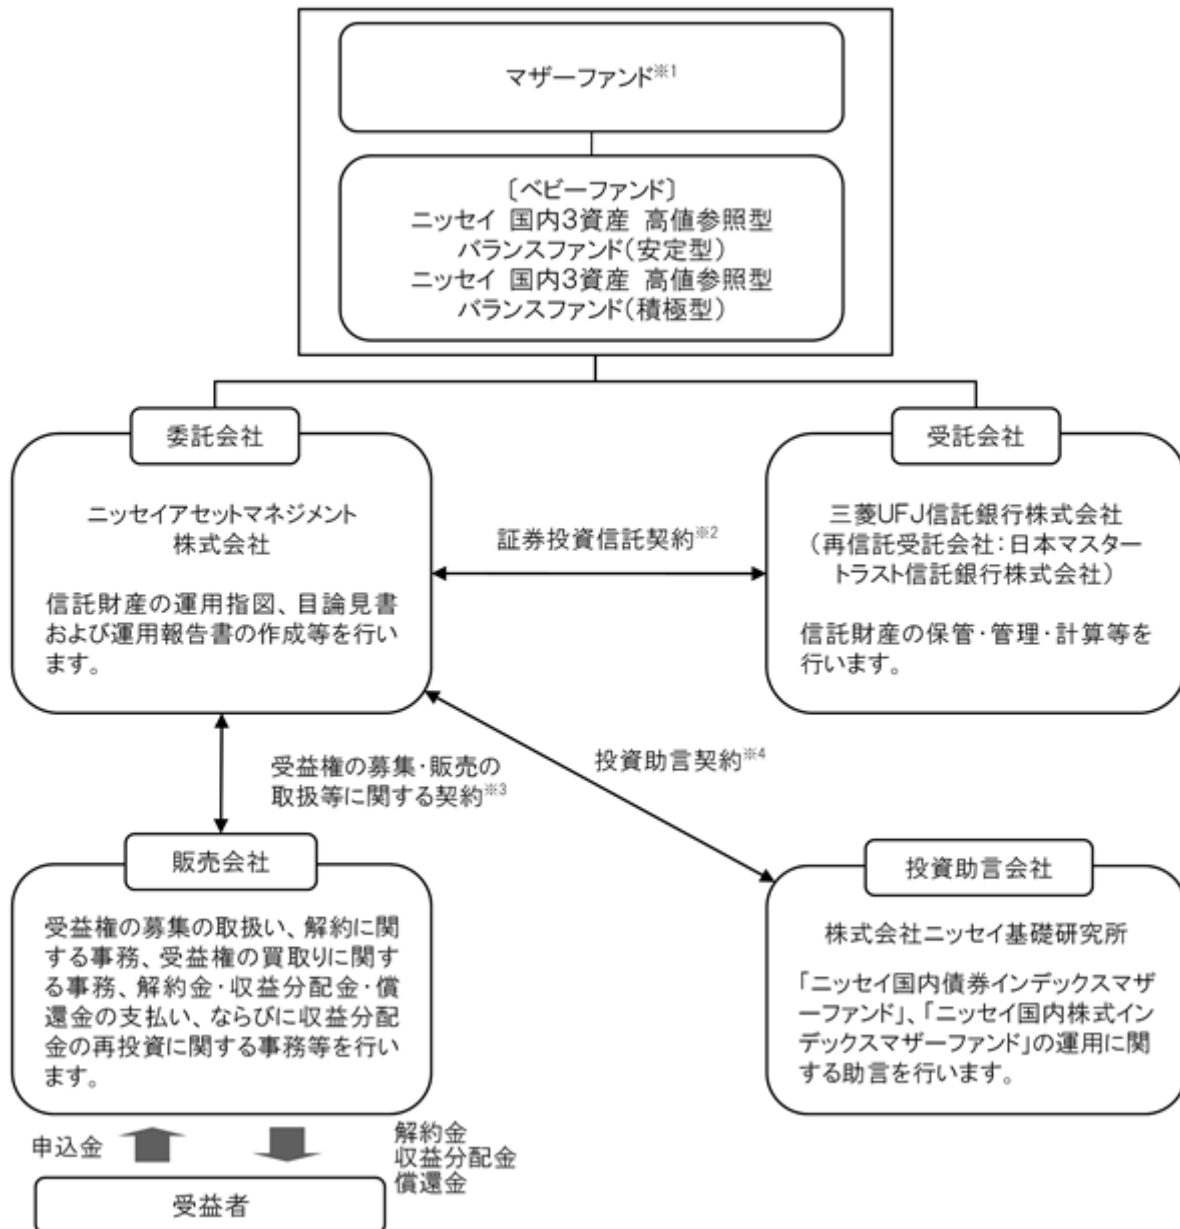 マザーファンド※1
〔ベビーファンド〕
ニッセイ 国内3資産 高値参照型
バランスファンド(安定型)
ニッセイ 国内3資産 高値参照型
バランスファンド(積極型)
委託会社
ニッセイアセットマネジメント
株式会社
信託財産の運用指図、目論見書
および運用報告書の作成等を行い
ます。
証券投資信託契約※2
受託会社
三菱UFJ信託銀行株式会社
(再信託受託会社:日本マスター
トラスト信託銀行株式会社)
信託財産の保管・管理・計算等を
行います。
受益権の募集・販売の
取扱等に関する契約※3
投資助言契約※4
販売会社
受益権の募集の取扱い、解約に関
する事務、受益権の買取りに関す
る事務、解約金・収益分配金・償
還金の支払い、ならびに収益分配
金の再投資に関する事務等を行い
ます。
投資助言会社
株式会社ニッセイ基礎研究所
「ニッセイ国内債券インデックスマザ
ーファンド」、「ニッセイ国内株式イン
デックスマザーファンド」の運用に関
する助言を行います。
申込金
解約金
収益分配金
償還金
受益者